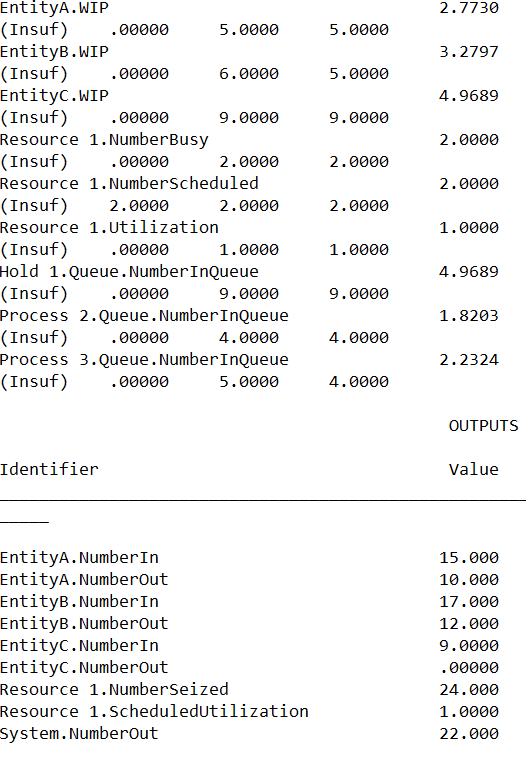 EntityA.WIP 2.7730
(Insuf) .00000 5.0000 5.0000
EntityB.WIP 3.2797
(Insuf) .00000 6.0000 5.0000
EntityC.WIP 4.9689
(Insuf) .00000 9.0000 9.0000
Resource 1.NumberBusy 2.0000
(Insuf) .00000 2.0000 2.0000
Resource 1.NumberScheduled 2.0000
(Insuf) 2.0000 2.0000 2.0000
Resource 1.Utilization 1.0000
(Insuf) .00000 1.0000 1.0000
Hold 1.Queue.NumberInQueue 4.9689
(Insuf) .00000 9.0000 9.0000
Process 2.Queue.NumberInQueue 1.8203
(Insuf) .00000 4.0000 4.0000
Process 3.Queue.NumberInQueue 2.2324
(Insuf) .00000 5.0000 4.0000
OUTPUTS
Identifier Value
_____________________________________________________
_____
EntityA.NumberIn 15.000
EntityA.NumberOut 10.000
EntityB.NumberIn 17.000
EntityB.NumberOut 12.000
EntityC.NumberIn 9.0000
EntityC.NumberOut .00000
Resource 1.NumberSeized 24.000
Resource 1.ScheduledUtilization 1.0000
System.NumberOut 22.000